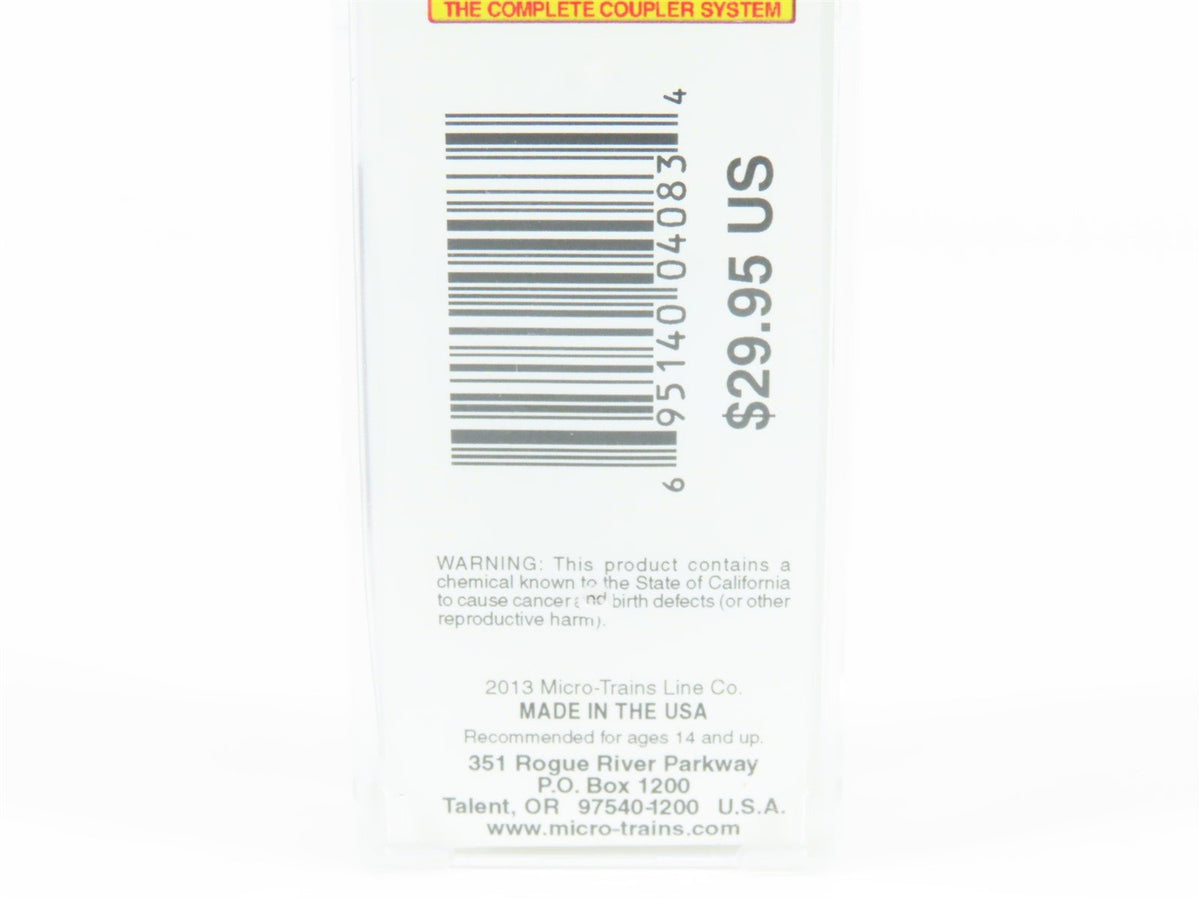 THE COMPLETE COUPLER SYSTEM
6 95140 04083 4
$29.95 US
WARNING: This product contains a
chemical known to the State of California
to cause cancer and birth defects (or other
reproductive harm).
2013 Micro-Trains Line Co.
MADE IN THE USA
Recommended for ages 14 and up.
351 Rogue River Parkway
P.O. Box 1200
Talent, OR 97540-1200 U.S.A.
www.micro-trains.com